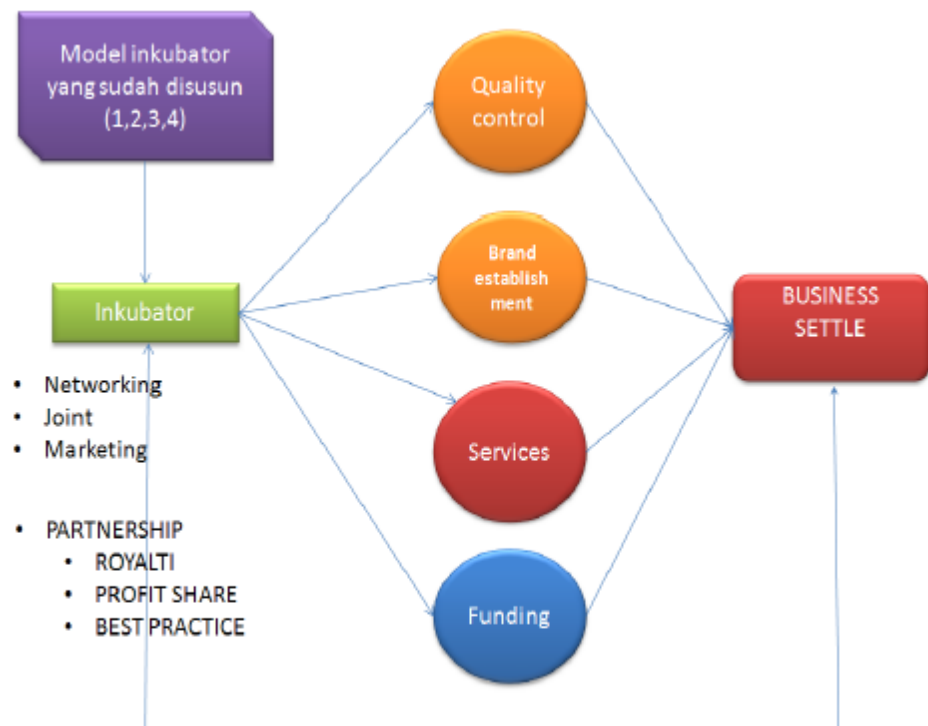 Model inkubator
yang sudah disusun
(1,2,3,4)
Quality
control
Brand
establish
ment
Inkubator
BUSINESS
SETTLE
• Networking
• Joint
• Marketing
Services
• PARTNERSHIP
• ROYALTI
• PROFIT SHARE
• BEST PRACTICE
Funding